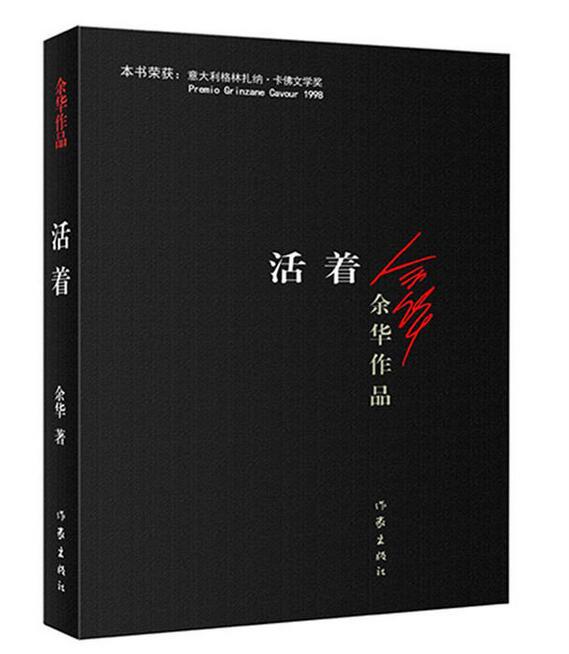 余华作品
活着
余华 著
作家出版社
本书荣获：意大利格林扎纳·卡佛文学奖
Premio Grinzane Cavour 1998
活着
余华
余华作品
作家出版社